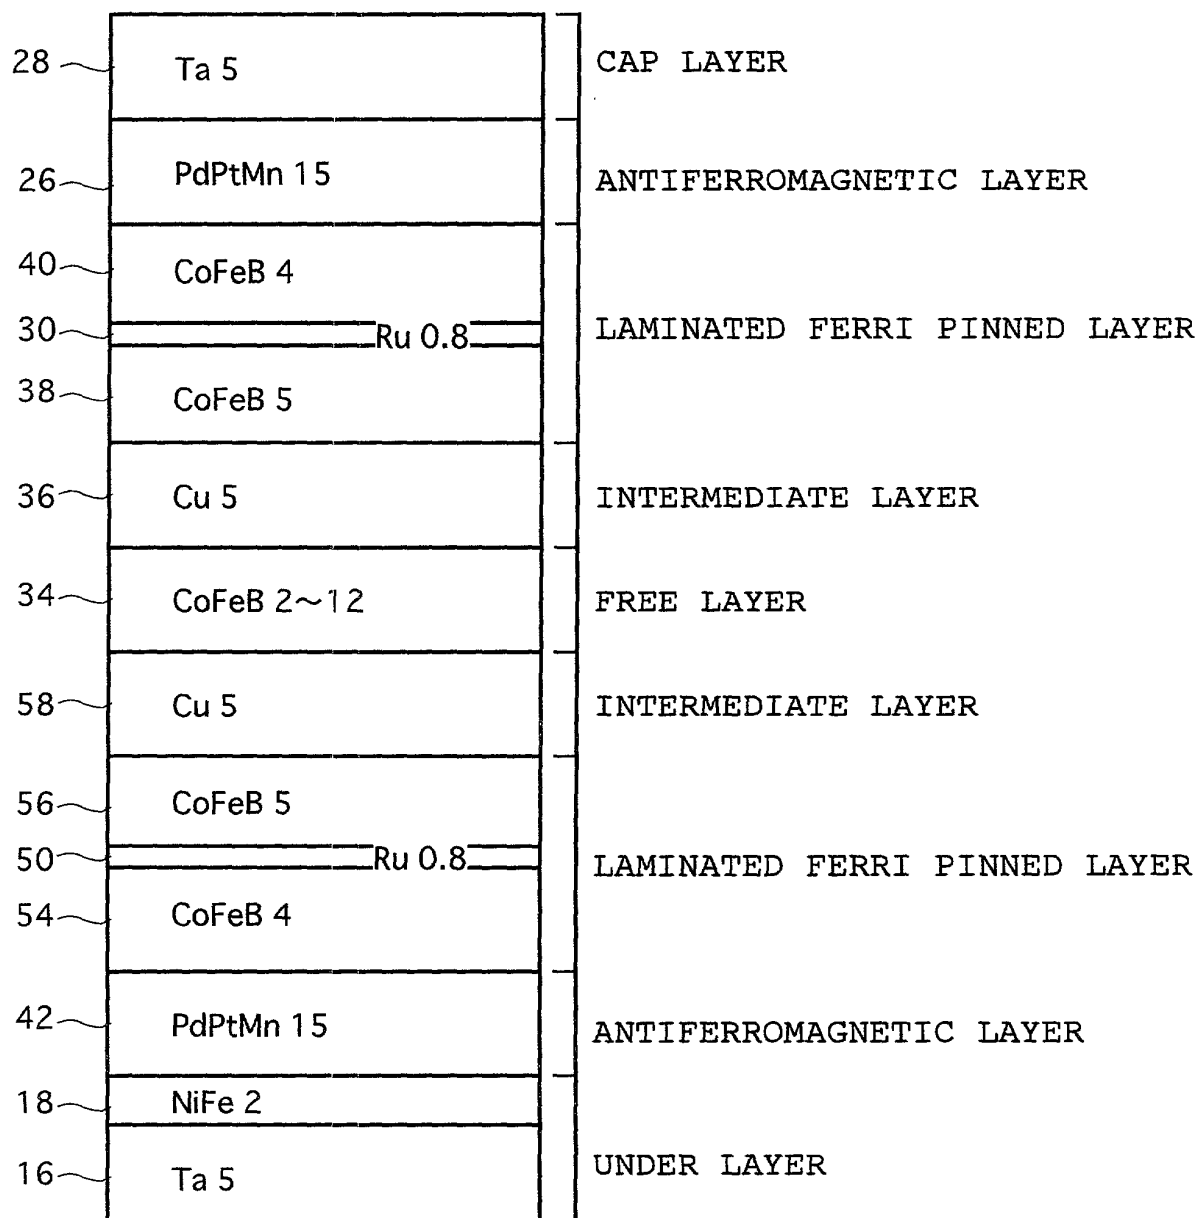 28 Ta 5 CAP LAYER
26 PdPtMn 15 ANTIFERROMAGNETIC LAYER
40 CoFeB 4
30 Ru 0.8 LAMINATED FERRI PINNED LAYER
38 CoFeB 5
36 Cu 5 INTERMEDIATE LAYER
34 CoFeB 2~12 FREE LAYER
58 Cu 5 INTERMEDIATE LAYER
56 CoFeB 5
50 Ru 0.8 LAMINATED FERRI PINNED LAYER
54 CoFeB 4
42 PdPtMn 15 ANTIFERROMAGNETIC LAYER
18 NiFe 2
16 Ta 5 UNDER LAYER